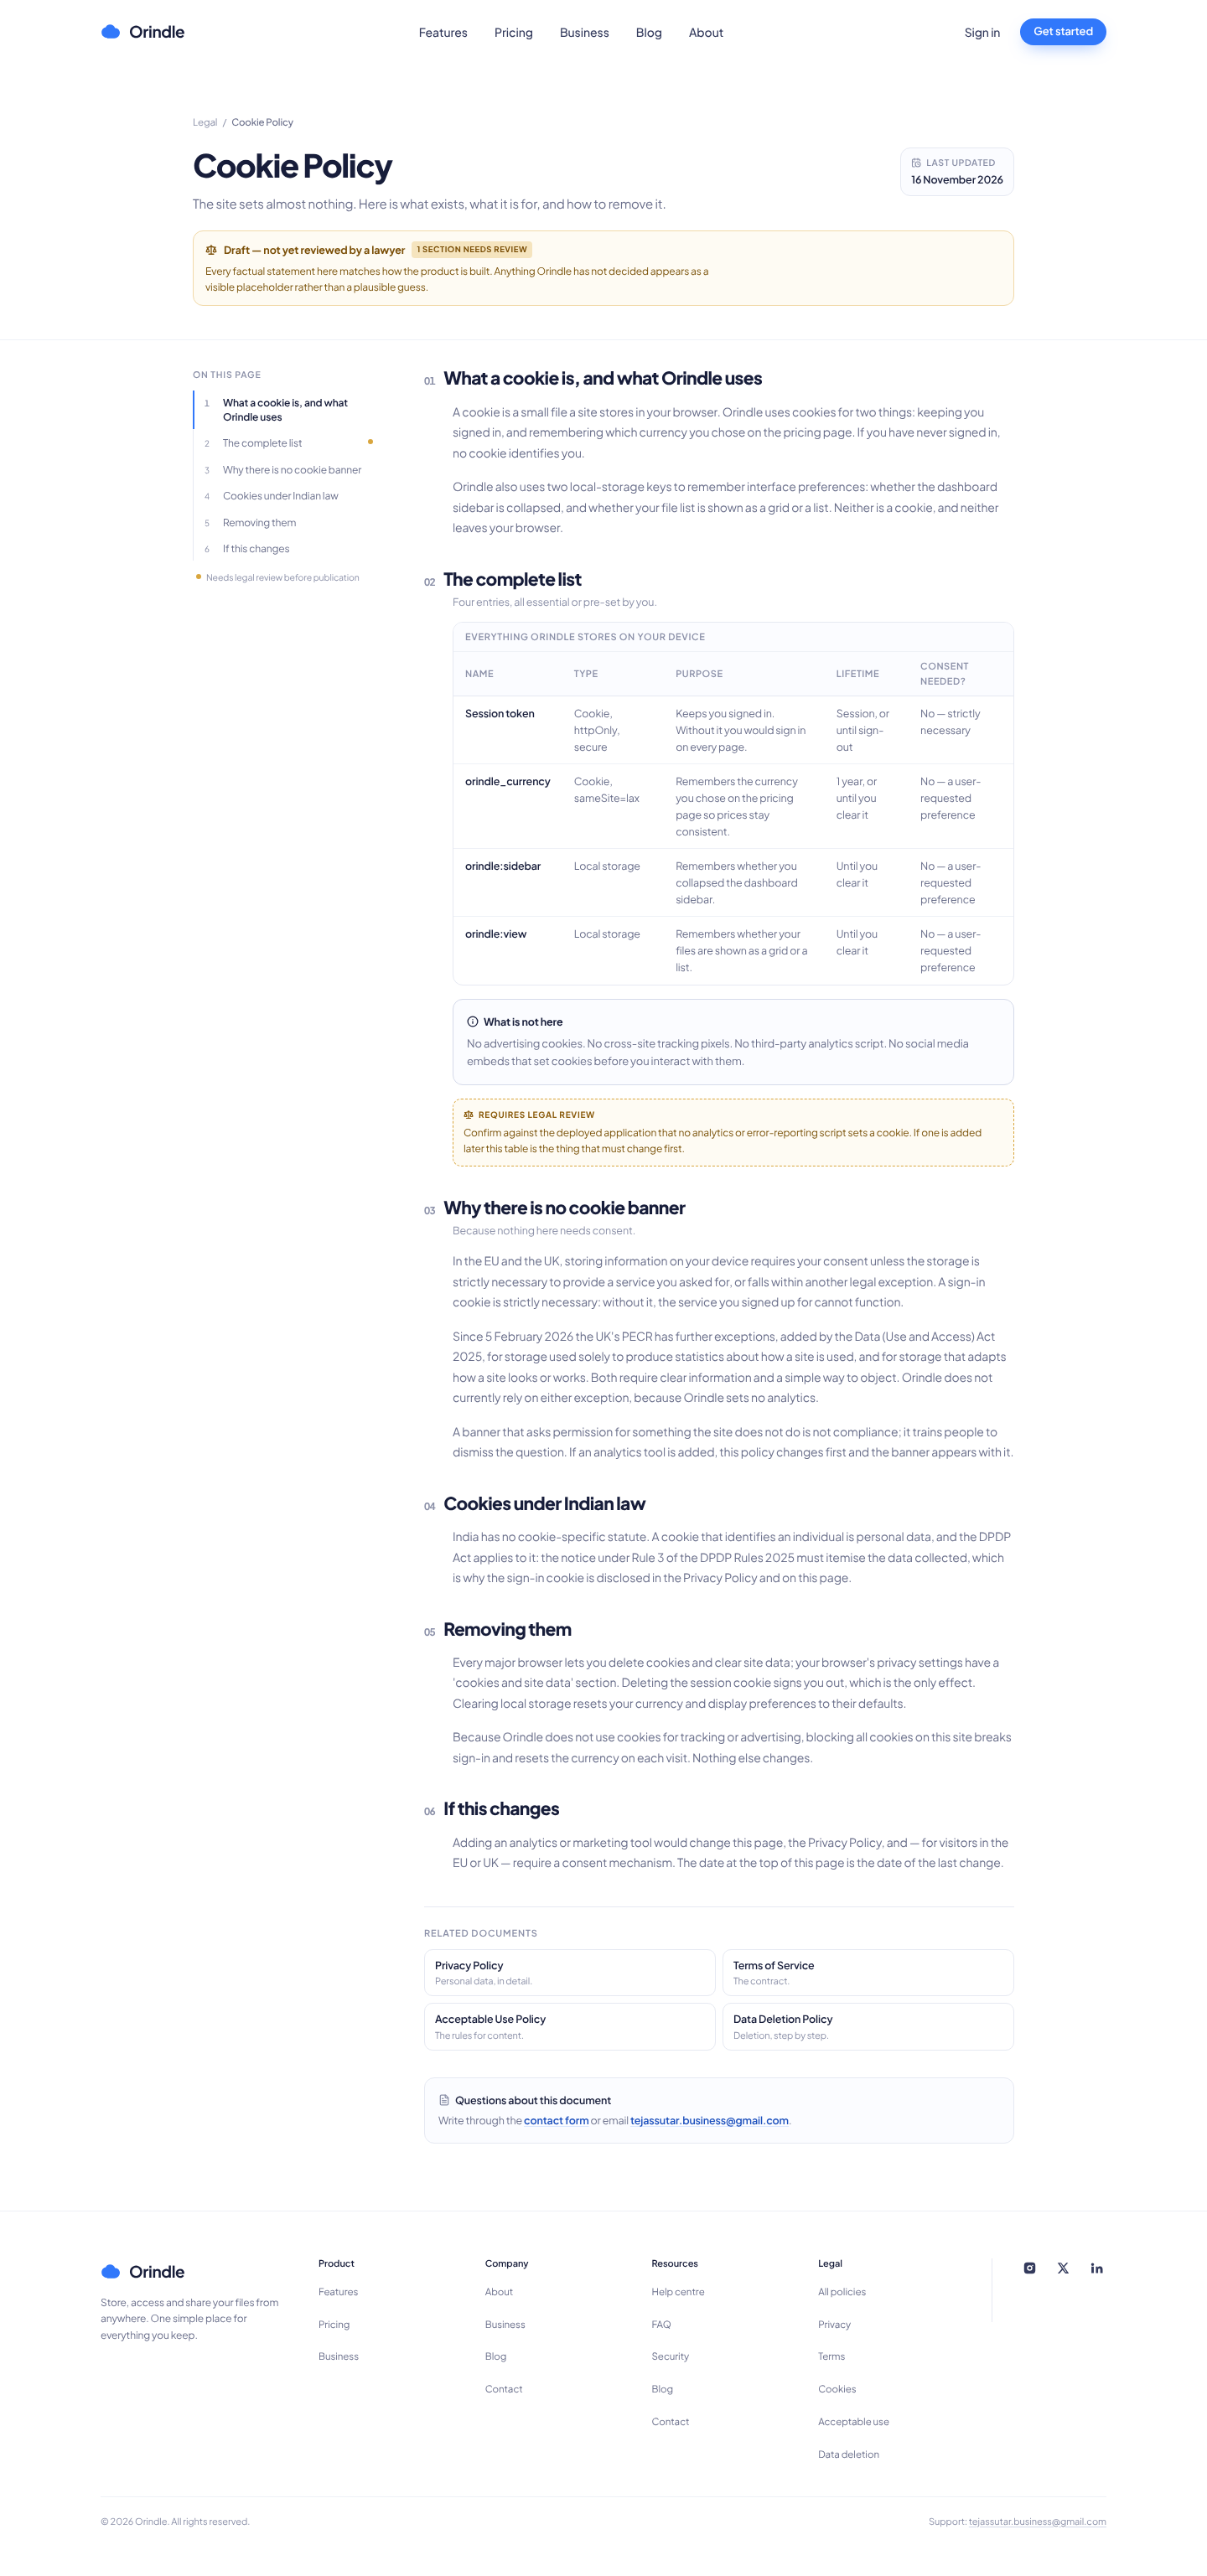 Orindle
Features
Pricing
Business
Blog
About
Sign in
Get started
Legal / Cookie Policy
Cookie Policy
LAST UPDATED
16 November 2026
The site sets almost nothing. Here is what exists, what it is for, and how to remove it.
Draft — not yet reviewed by a lawyer
1 SECTION NEEDS REVIEW
Every factual statement here matches how the product is built. Anything Orindle has not decided appears as a
visible placeholder rather than a plausible guess.
ON THIS PAGE
1 What a cookie is, and what
Orindle uses
2 The complete list
3 Why there is no cookie banner
4 Cookies under Indian law
5 Removing them
6 If this changes
Needs legal review before publication
01 What a cookie is, and what Orindle uses
A cookie is a small file a site stores in your browser. Orindle uses cookies for two things: keeping you
signed in, and remembering which currency you chose on the pricing page. If you have never signed in,
no cookie identifies you.
Orindle also uses two local-storage keys to remember interface preferences: whether the dashboard
sidebar is collapsed, and whether your file list is shown as a grid or a list. Neither is a cookie, and neither
leaves your browser.
02 The complete list
Four entries, all essential or pre-set by you.
EVERYTHING ORINDLE STORES ON YOUR DEVICE
NAME
TYPE
PURPOSE
LIFETIME
CONSENT
NEEDED?
Session token
Cookie,
httpOnly,
secure
Keeps you signed in.
Without it you would sign in
on every page.
Session, or
until sign-
out
No — strictly
necessary
orindle_currency
Cookie,
sameSite=lax
Remembers the currency
you chose on the pricing
page so prices stay
consistent.
1 year, or
until you
clear it
No — a user-
requested
preference
orindle:sidebar
Local storage
Remembers whether you
collapsed the dashboard
sidebar.
Until you
clear it
No — a user-
requested
preference
orindle:view
Local storage
Remembers whether your
files are shown as a grid or a
list.
Until you
clear it
No — a user-
requested
preference
What is not here
No advertising cookies. No cross-site tracking pixels. No third-party analytics script. No social media
embeds that set cookies before you interact with them.
REQUIRES LEGAL REVIEW
Confirm against the deployed application that no analytics or error-reporting script sets a cookie. If one is added
later this table is the thing that must change first.
03 Why there is no cookie banner
Because nothing here needs consent.
In the EU and the UK, storing information on your device requires your consent unless the storage is
strictly necessary to provide a service you asked for, or falls within another legal exception. A sign-in
cookie is strictly necessary: without it, the service you signed up for cannot function.
Since 5 February 2026 the UK's PECR has further exceptions, added by the Data (Use and Access) Act
2025, for storage used solely to produce statistics about how a site is used, and for storage that adapts
how a site looks or works. Both require clear information and a simple way to object. Orindle does not
currently rely on either exception, because Orindle sets no analytics.
A banner that asks permission for something the site does not do is not compliance; it trains people to
dismiss the question. If an analytics tool is added, this policy changes first and the banner appears with it.
04 Cookies under Indian law
India has no cookie-specific statute. A cookie that identifies an individual is personal data, and the DPDP
Act applies to it: the notice under Rule 3 of the DPDP Rules 2025 must itemise the data collected, which
is why the sign-in cookie is disclosed in the Privacy Policy and on this page.
05 Removing them
Every major browser lets you delete cookies and clear site data; your browser's privacy settings have a
'cookies and site data' section. Deleting the session cookie signs you out, which is the only effect.
Clearing local storage resets your currency and display preferences to their defaults.
Because Orindle does not use cookies for tracking or advertising, blocking all cookies on this site breaks
sign-in and resets the currency on each visit. Nothing else changes.
06 If this changes
Adding an analytics or marketing tool would change this page, the Privacy Policy, and — for visitors in the
EU or UK — require a consent mechanism. The date at the top of this page is the date of the last change.
RELATED DOCUMENTS
Privacy Policy
Personal data, in detail.
Terms of Service
The contract.
Acceptable Use Policy
The rules for content.
Data Deletion Policy
Deletion, step by step.
Questions about this document
Write through the contact form or email tejassutar.business@gmail.com.
Orindle
Store, access and share your files from
anywhere. One simple place for
everything you keep.
Product
Features
Pricing
Business
Company
About
Business
Blog
Contact
Resources
Help centre
FAQ
Security
Blog
Contact
Legal
All policies
Privacy
Terms
Cookies
Acceptable use
Data deletion
© 2026 Orindle. All rights reserved.
Support: tejassutar.business@gmail.com